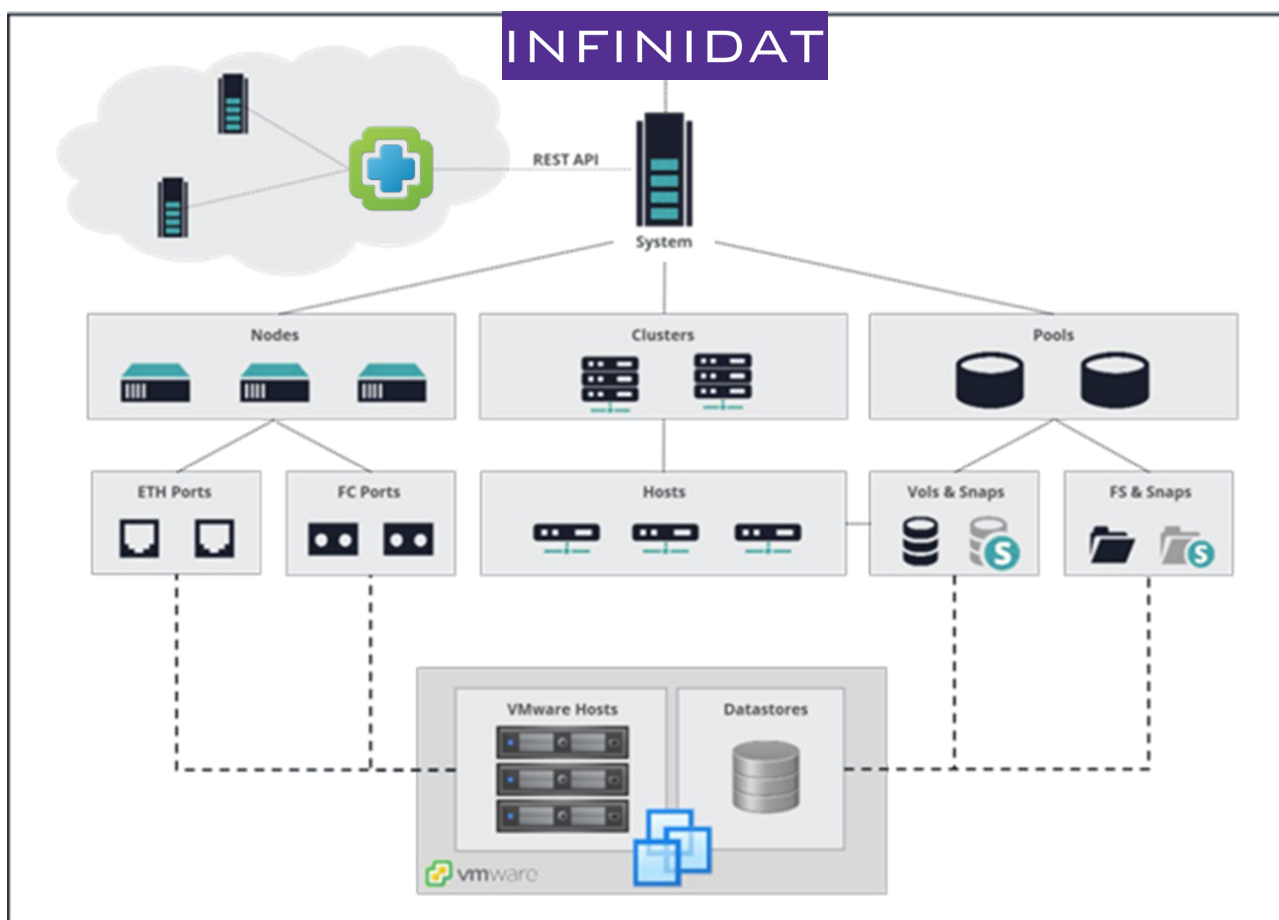 INFINIDAT
REST API
System
Nodes
Clusters
Pools
ETH Ports
FC Ports
Hosts
Vols & Snaps
FS & Snaps
S
S
VMware Hosts
Datastores
vmware